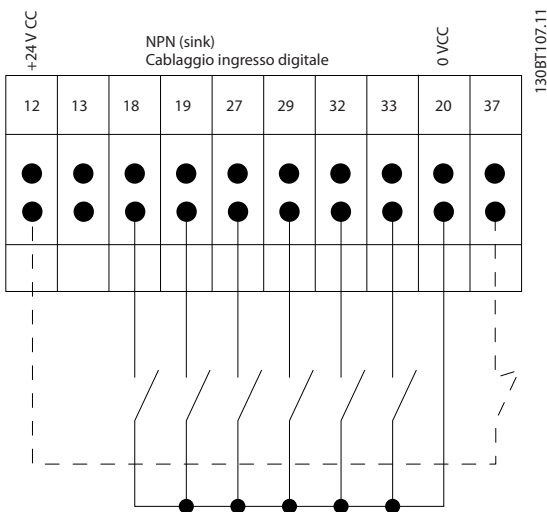 +24 V CC
NPN (sink)
Cablaggio ingresso digitale
0 VCC
130BT107.11
12 13 18 19 27 29 32 33 20 37